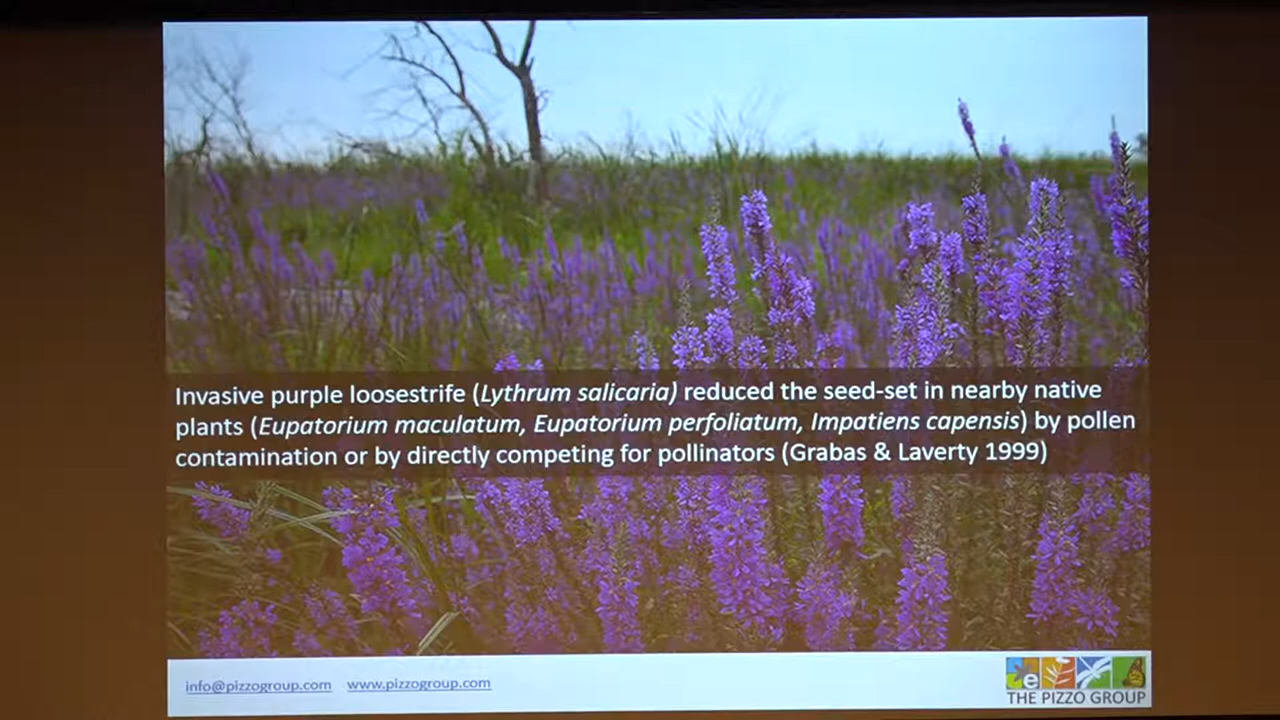 Invasive purple loosestrife (Lythrum salicaria) reduced the seed-set in nearby native
plants (Eupatorium maculatum, Eupatorium perfoliatum, Impatiens capensis) by pollen
contamination or by directly competing for pollinators (Grabas & Laverty 1999)
info@pizzogroup.com www.pizzogroup.com
e
THE PIZZO GROUP